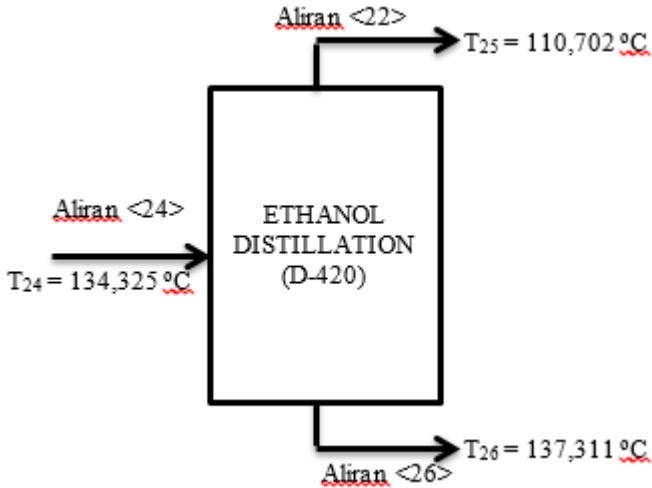 Aliran <22>
T25 = 110,702 ºC
Aliran <24>
ETHANOL
DISTILLATION
(D-420)
T24 = 134,325 ºC
T26 = 137,311 ºC
Aliran <26>